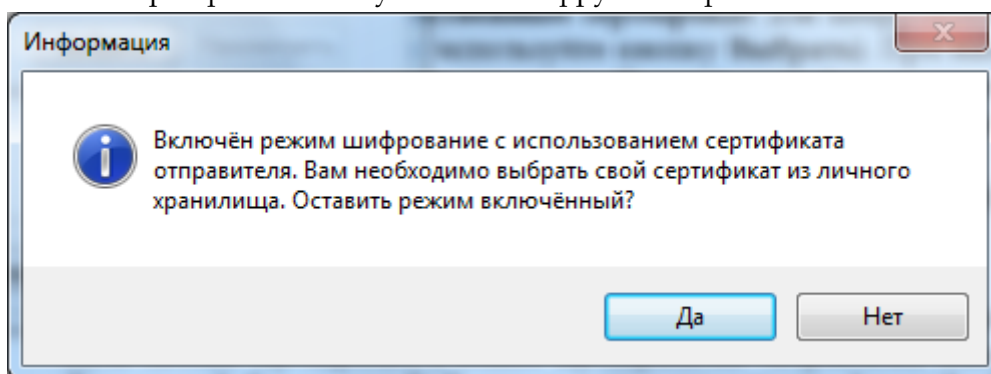 Информация
Включён режим шифрование с использованием сертификата
отправителя. Вам необходимо выбрать свой сертификат из личного
хранилища. Оставить режим включённый?
Да
Нет